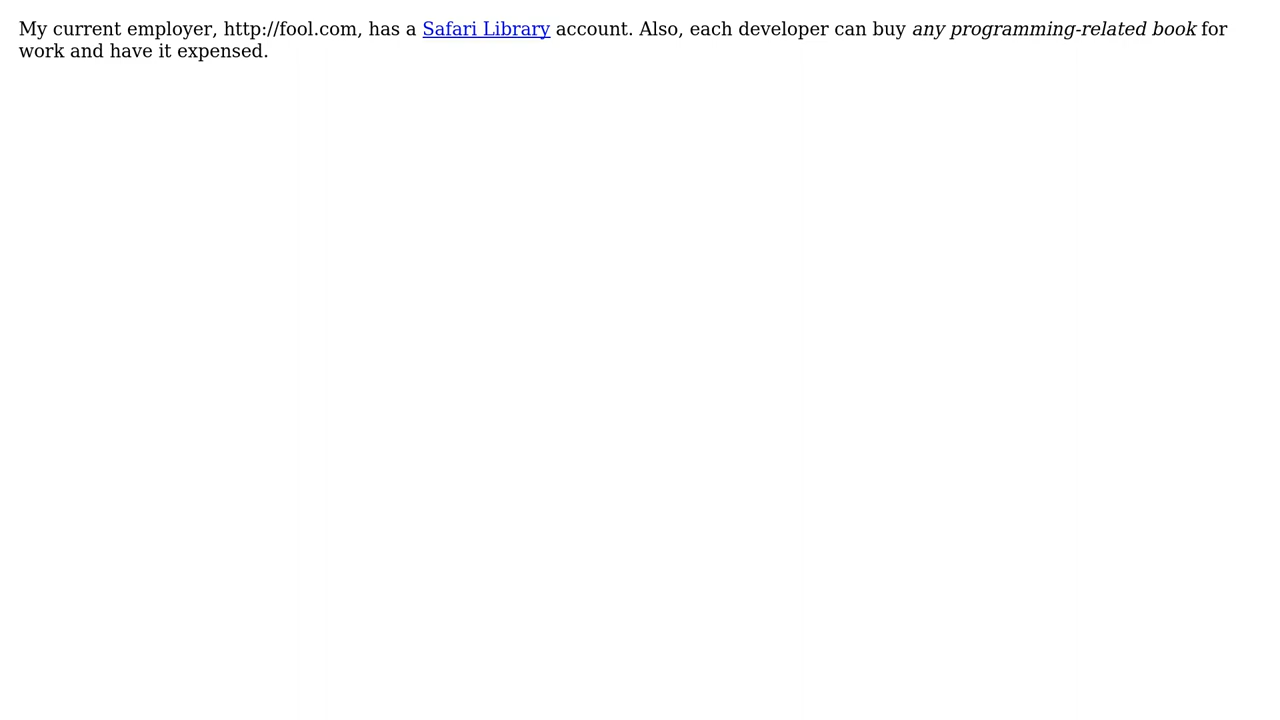 My current employer, http://fool.com, has a Safari Library account. Also, each developer can buy any programming-related book for
work and have it expensed.